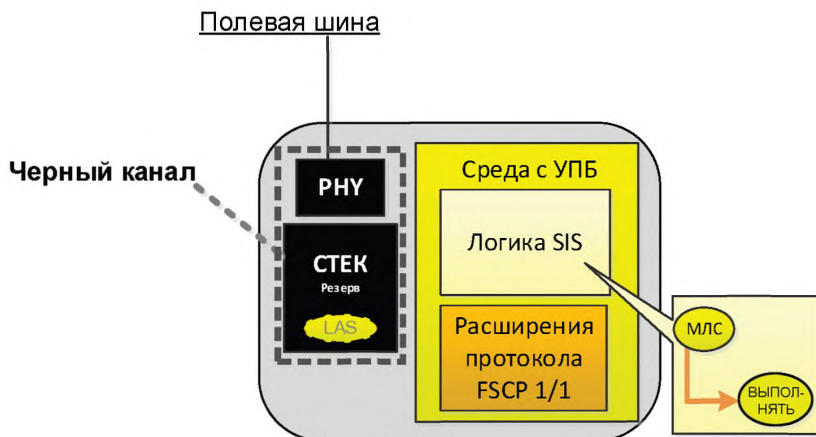 Полевая шина
Черный канал
PHY
СТЕК
Резерв
LAS
Среда с УПБ
Логика SIS
Расширения
протокола
FSCP 1/1
МЛС
ВЫПОЛ-
НЯТЬ